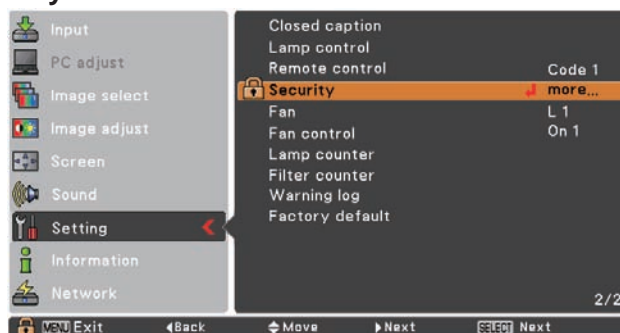 Input
PC adjust
Image select
Image adjust
Screen
Sound
Setting
Information
Network
Closed caption
Lamp control
Remote control Code 1
Security more...
Fan L 1
Fan control On 1
Lamp counter
Filter counter
Warning log
Factory default
2/2
MENU Exit Back Move Next SELECT Next